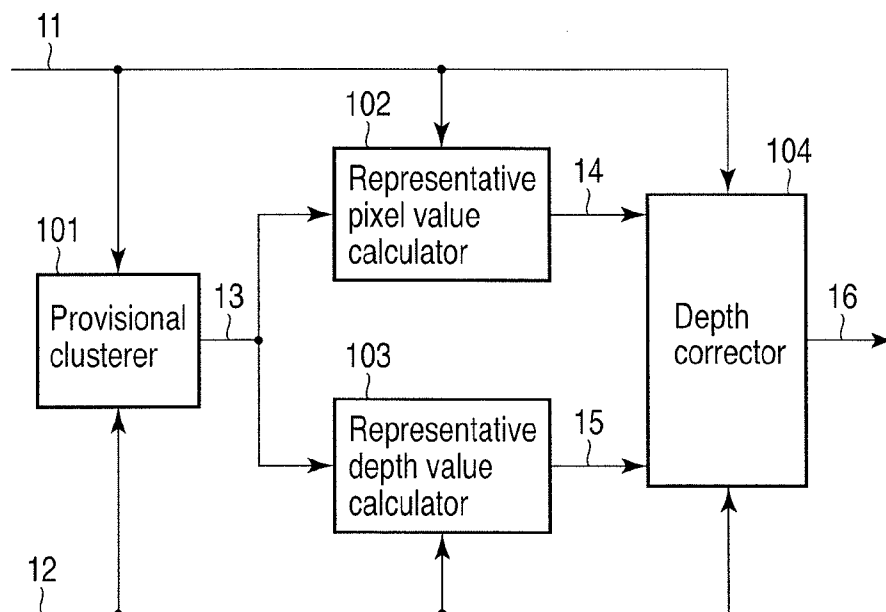 11
102
Representative
pixel value
calculator
14
104
101
Provisional
clusterer
13
Depth
corrector
16
103
Representative
depth value
calculator
15
12